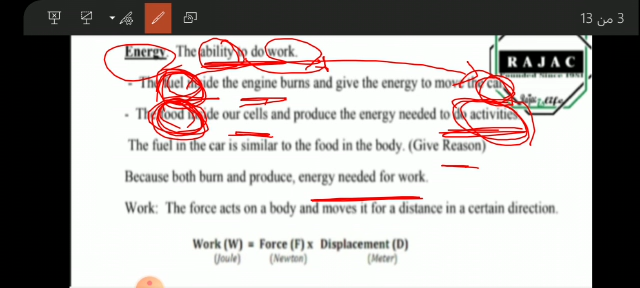 3 من 13
Energy The ability to do work.
RAJAC
Founded Since 1981
- The fuel inside the engine burns and give the energy to move the car
- The food inside our cells and produce the energy needed to do activities
The fuel in the car is similar to the food in the body. (Give Reason)
Because both burn and produce, energy needed for work.
Work: The force acts on a body and moves it for a distance in a certain direction.
Work (W) = Force (F) x Displacement (D)
(Joule) (Newton) (Meter)